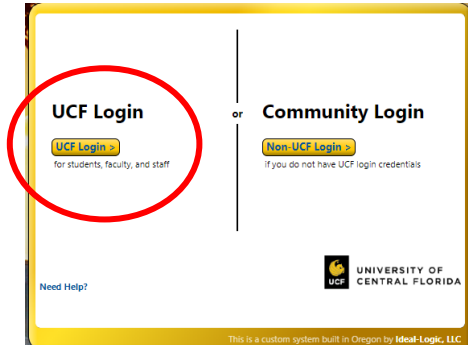 UCF Login
UCF Login >
for students, faculty, and staff
or
Community Login
Non-UCF Login >
if you do not have UCF login credentials
Need Help?
UCF
UNIVERSITY OF
CENTRAL FLORIDA
This is a custom system built in Oregon by Ideal-Logic, LLC